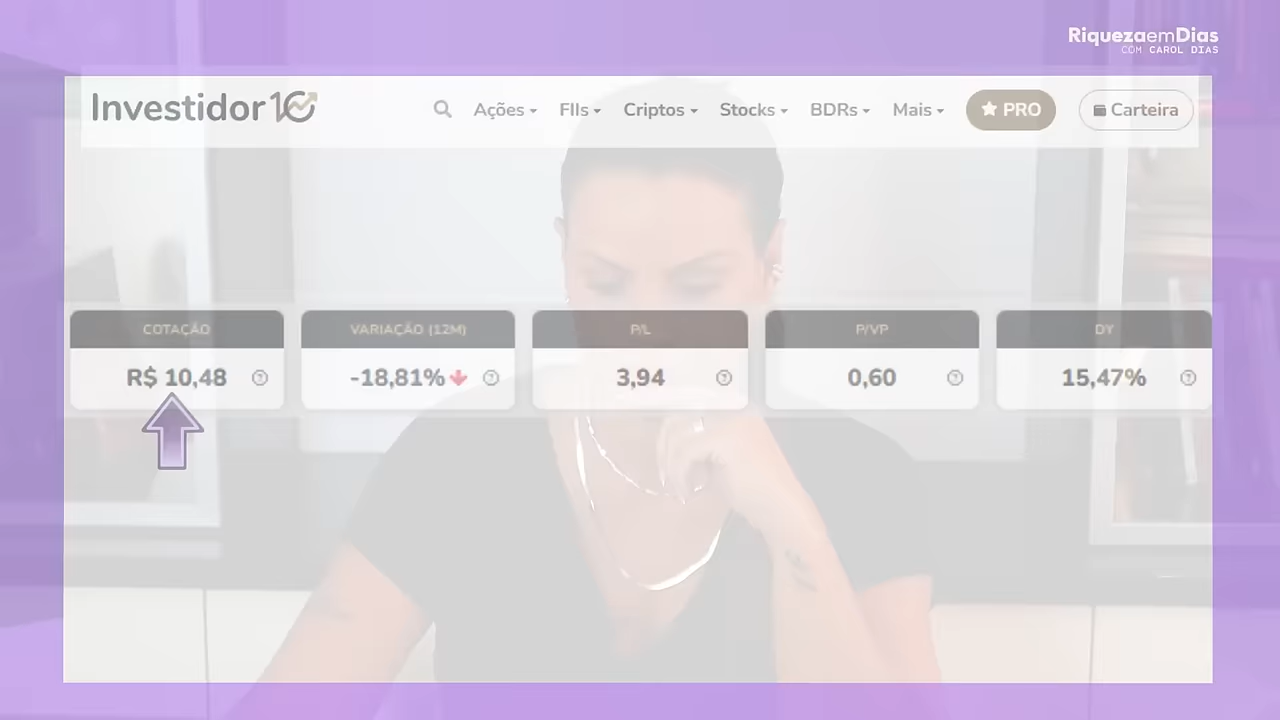 RiquezaemDias
COM CAROL DIAS
Investidor10
Ações FIIs Criptos Stocks BDRs Mais PRO Carteira
COTAÇÃO VARIAÇÃO (12M) P/L P/VP DY
R$ 10,48 -18,81% 3,94 0,60 15,47%